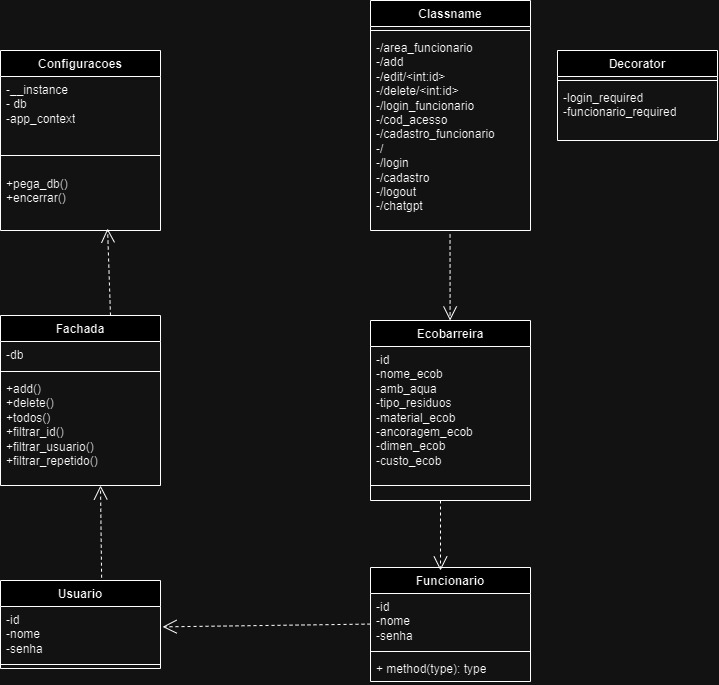 Classname
-/area_funcionario
-/add
-/edit/<int:id>
-/delete/<int:id>
-/login_funcionario
-/cod_acesso
-/cadastro_funcionario
-/
-/login
-/cadastro
-/logout
-/chatgpt
Configuracoes
-__instance
- db
-app_context
+pega_db()
+encerrar()
Decorator
-login_required
-funcionario_required
Fachada
-db
+add()
+delete()
+todos()
+filtrar_id()
+filtrar_usuario()
+filtrar_repetido()
Ecobarreira
-id
-nome_ecob
-amb_aqua
-tipo_residuos
-material_ecob
-ancoragem_ecob
-dimen_ecob
-custo_ecob
Usuario
-id
-nome
-senha
Funcionario
-id
-nome
-senha
+ method(type): type